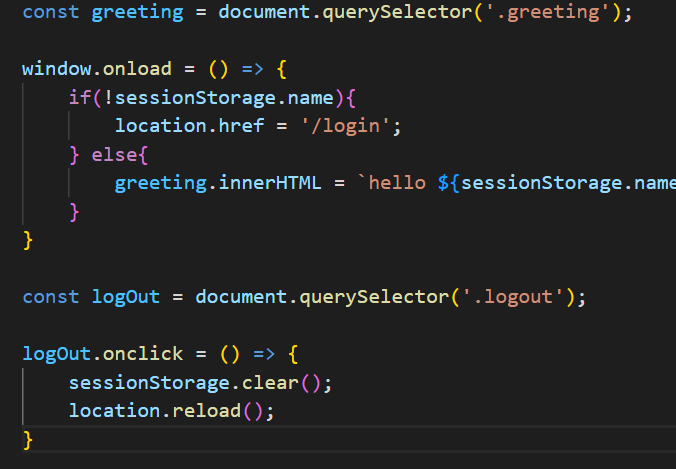 const greeting = document.querySelector('.greeting');
window.onload = () => {
if(!sessionStorage.name){
location.href = '/login';
} else{
greeting.innerHTML = `hello ${sessionStorage.name
}
}
const logOut = document.querySelector('.logout');
logOut.onclick = () => {
sessionStorage.clear();
location.reload();
}